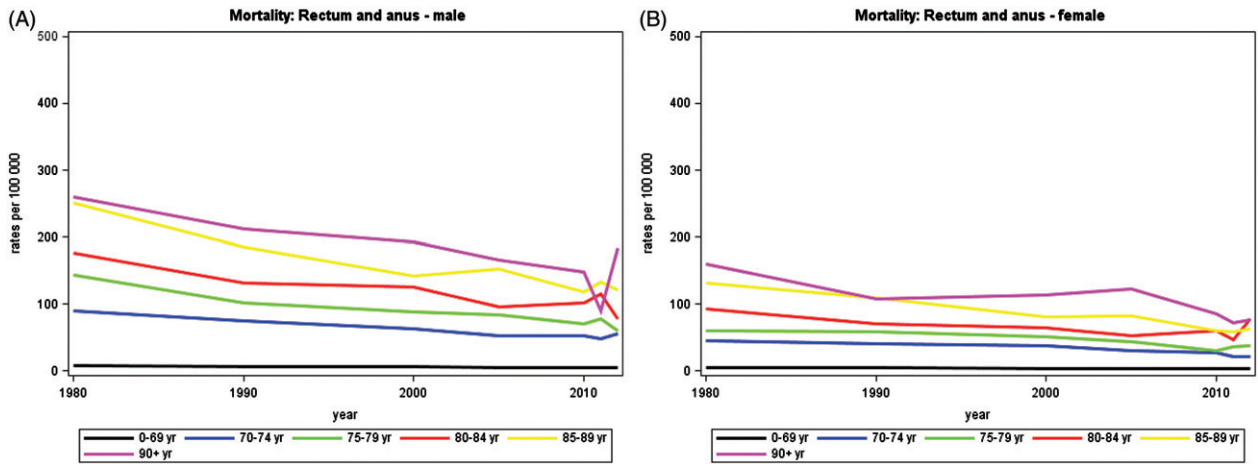 (A)
Mortality: Rectum and anus - male
500
400
300
200
100
0
rates per 100 000
1980 1990 2000 2010
year
0-69 yr 70-74 yr 75-79 yr 80-84 yr 85-89 yr
90+ yr
(B)
Mortality: Rectum and anus - female
500
400
300
200
100
0
rates per 100 000
1980 1990 2000 2010
year
0-69 yr 70-74 yr 75-79 yr 80-84 yr 85-89 yr
90+ yr